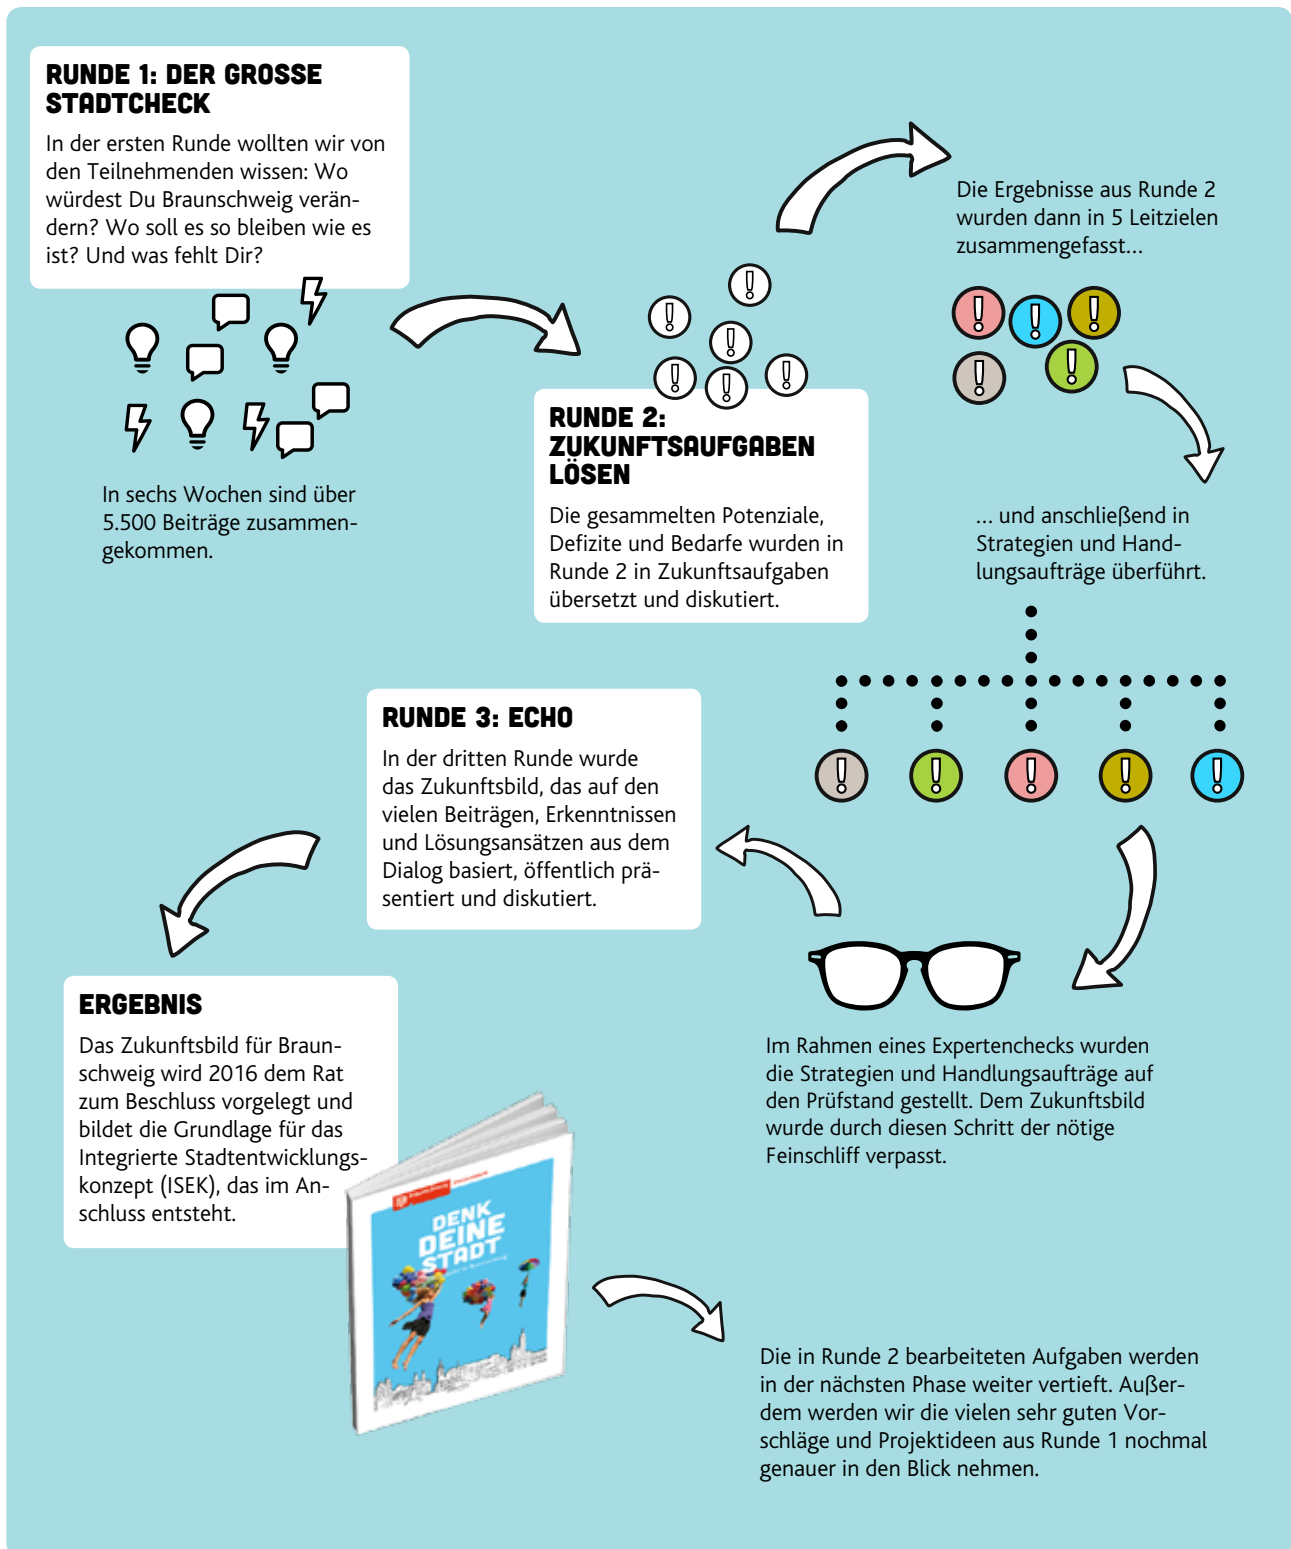 RUNDE 1: DER GROSSE
STADTCHECK
In der ersten Runde wollten wir von
den Teilnehmenden wissen: Wo
würdest Du Braunschweig verän-
dern? Wo soll es so bleiben wie es
ist? Und was fehlt Dir?
In sechs Wochen sind über
5.500 Beiträge zusammen-
gekommen.
RUNDE 2:
ZUKUNFTSAUFGABEN
LÖSEN
Die gesammelten Potenziale,
Defizite und Bedarfe wurden in
Runde 2 in Zukunftsaufgaben
übersetzt und diskutiert.
Die Ergebnisse aus Runde 2
wurden dann in 5 Leitzielen
zusammengefasst...
... und anschließend in
Strategien und Hand-
lungsaufträge überführt.
Im Rahmen eines Expertenchecks wurden
die Strategien und Handlungsaufträge auf
den Prüfstand gestellt. Dem Zukunftsbild
wurde durch diesen Schritt der nötige
Feinschliff verpasst.
RUNDE 3: ECHO
In der dritten Runde wurde
das Zukunftsbild, das auf den
vielen Beiträgen, Erkenntnissen
und Lösungsansätzen aus dem
Dialog basiert, öffentlich prä-
sentiert und diskutiert.
ERGEBNIS
Das Zukunftsbild für Braun-
schweig wird 2016 dem Rat
zum Beschluss vorgelegt und
bildet die Grundlage für das
Integrierte Stadtentwicklungs-
konzept (ISEK), das im An-
schluss entsteht.
DENK
DEINE
STADT
Die in Runde 2 bearbeiteten Aufgaben werden
in der nächsten Phase weiter vertieft. Außer-
dem werden wir die vielen sehr guten Vor-
schläge und Projektideen aus Runde 1 nochmal
genauer in den Blick nehmen.